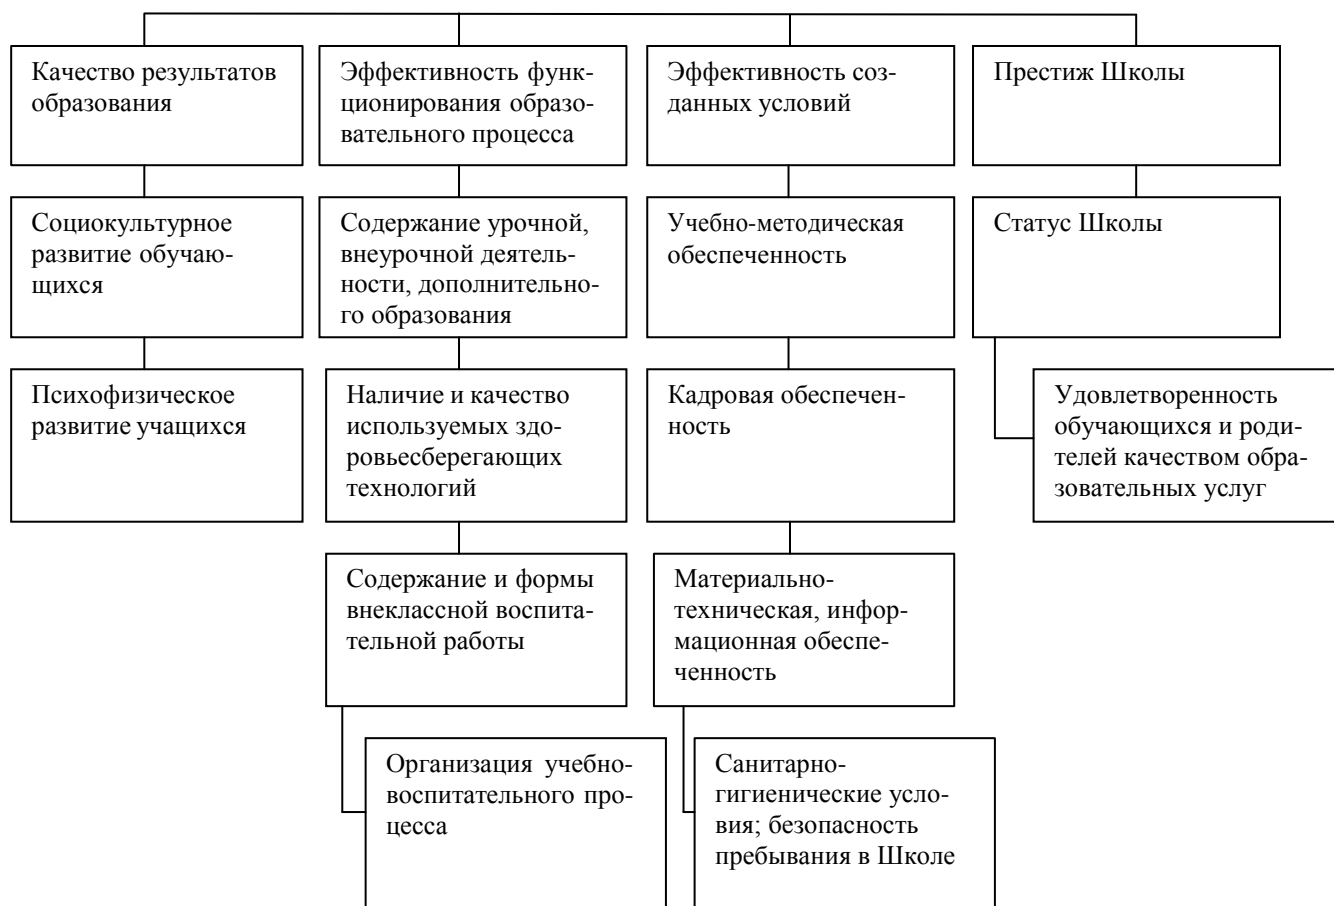 Качество результатов
образования
Эффективность функ-
ционирования образо-
вательного процесса
Эффективность соз-
данных условий
Престиж Школы
Социокультурное
развитие обучаю-
щихся
Содержание урочной,
внеурочной деятель-
ности, дополнительно-
го образования
Учебно-методическая
обеспеченность
Статус Школы
Психофизическое
развитие учащихся
Наличие и качество
используемых здо-
ровьесберегающих
технологий
Кадровая обеспечен-
ность
Удовлетворенность
обучающихся и роди-
телей качеством обра-
зовательных услуг
Содержание и формы
внеклассной воспита-
тельной работы
Материально-
техническая, инфор-
мационная обеспе-
ченность
Организация учебно-
воспитательного про-
цесса
Санитарно-
гигиенические усло-
вия; безопасность
пребывания в Школе